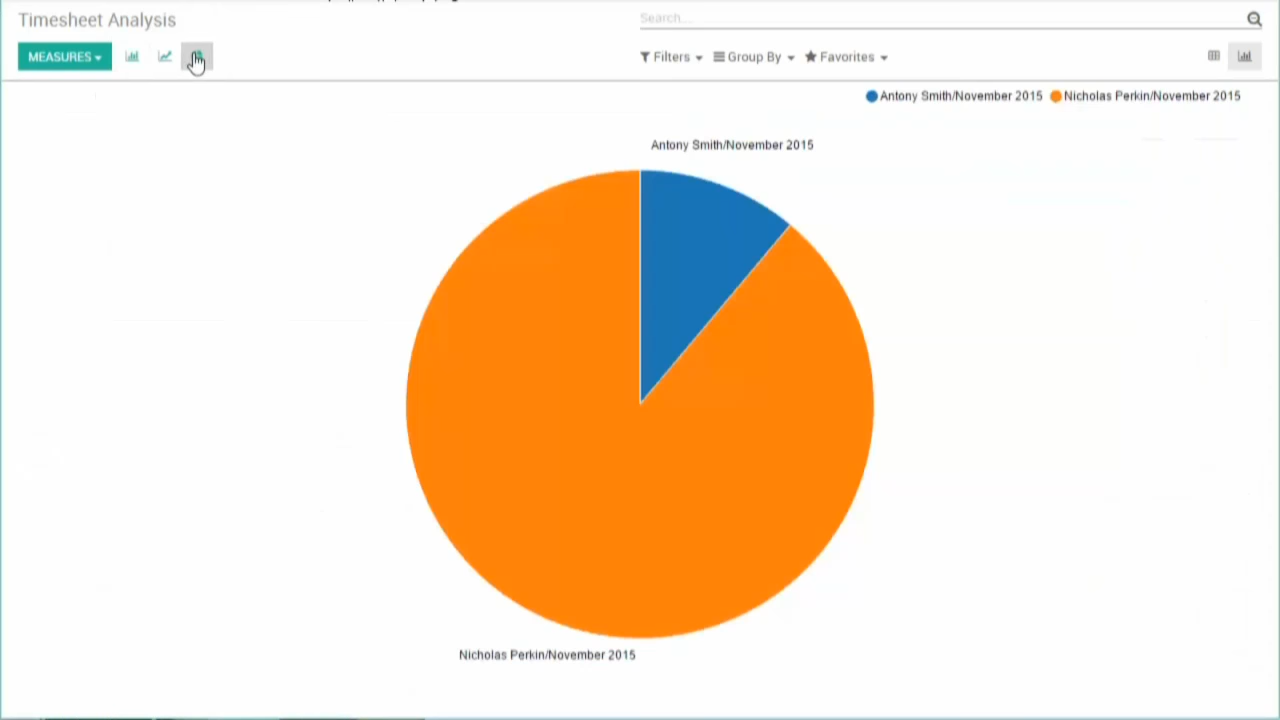 Timesheet Analysis
Search...
MEASURES
Filters Group By Favorites
Antony Smith/November 2015 Nicholas Perkin/November 2015
Antony Smith/November 2015
Nicholas Perkin/November 2015